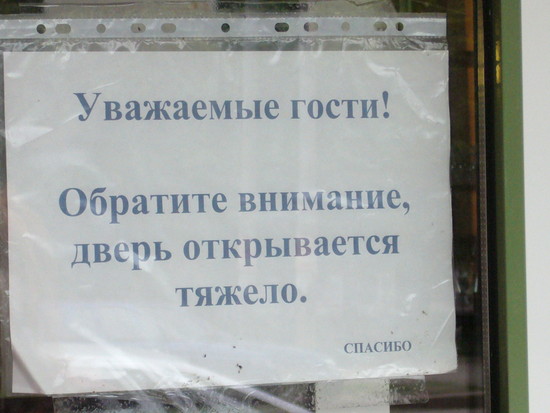 Уважаемые гости!
Обратите внимание,
дверь открывается
тяжело.
СПАСИБО